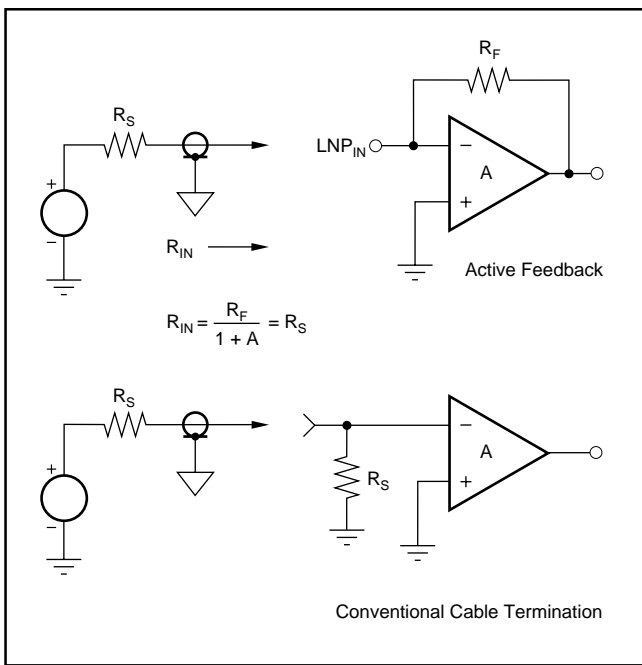 R_F
R_S
LNP_IN
−
+
A
+
−
R_IN
Active Feedback
R_IN = R_F / (1 + A) = R_S
R_S
+
−
−
+
A
R_S
Conventional Cable Termination